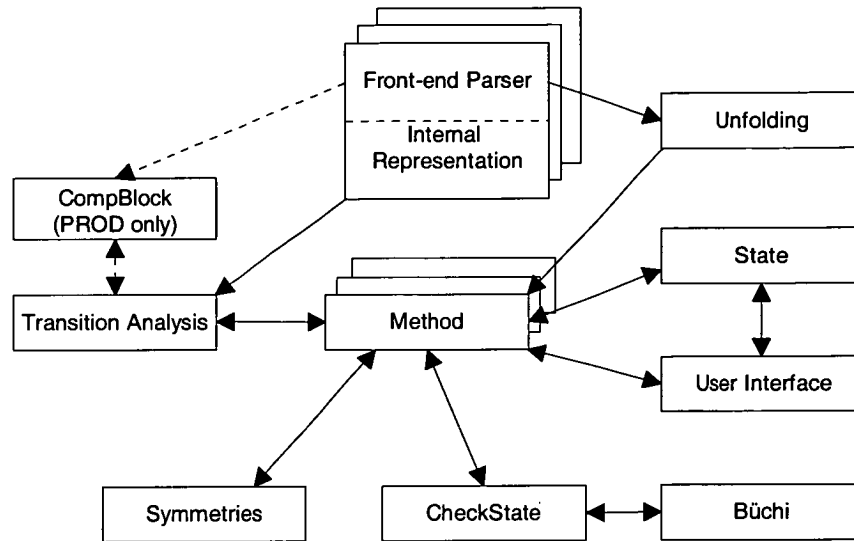 Front-end Parser
Unfolding
Internal
Representation
CompBlock
(PROD only)
State
Transition Analysis
Method
User Interface
Symmetries
CheckState
Büchi